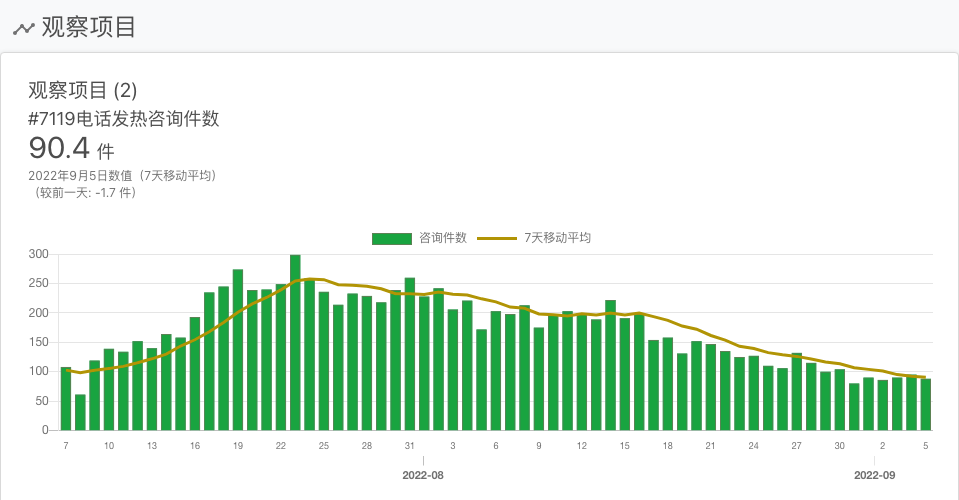 观察项目
观察项目 (2)
#7119电话发热咨询件数
90.4 件
2022年9月5日数值（7天移动平均）
（较前一天: -1.7 件）
咨询件数 7天移动平均
300
250
200
150
100
50
0
7 10 13 16 19 22 25 28 31 3 6 9 12 15 18 21 24 27 30 2 5
2022-08 2022-09